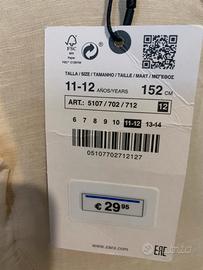 FSC
TALLA / SIZE / TAMANHO / TAILLE / MAAT / ΜΕΓΕΘΟΣ
11-12 AÑOS/YEARS 152 CM
ART.: 5107 / 702 / 712 12
6 7 8 9 10 11-12 13-14
05107702712127
€ 29 95
www.zara.com
EAC
subito